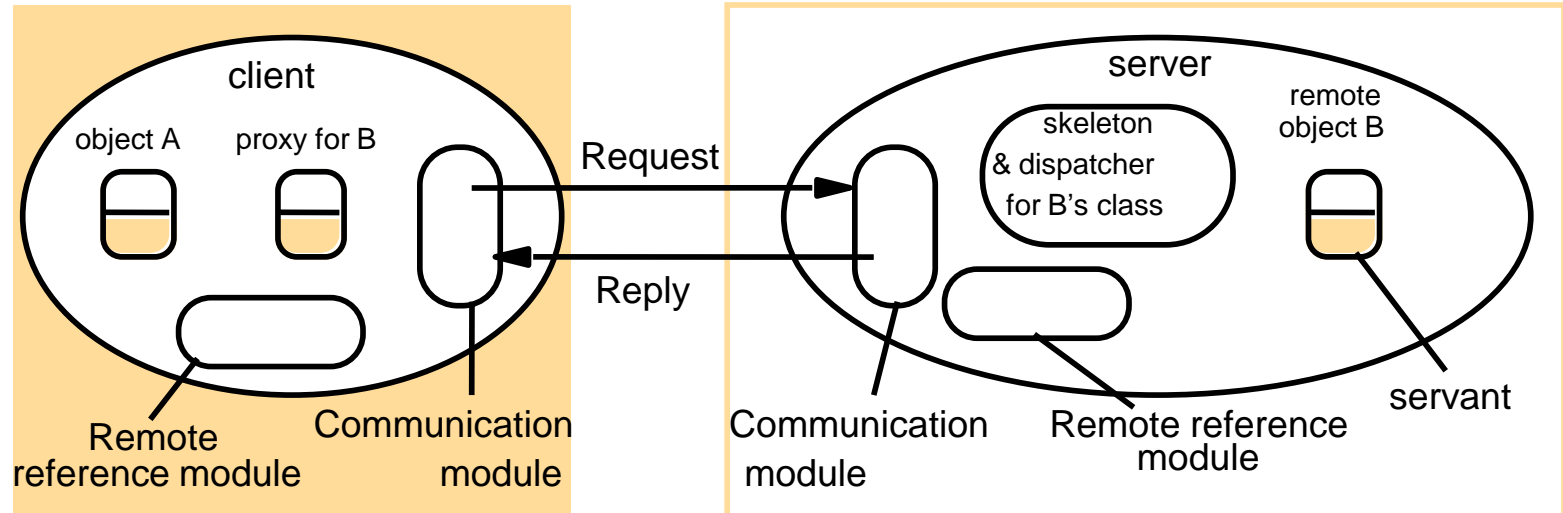 client
object A
proxy for B
Request
Reply
Remote
reference module
Communication
module
server
skeleton
& dispatcher
for B's class
remote
object B
Communication
module
Remote reference
module
servant